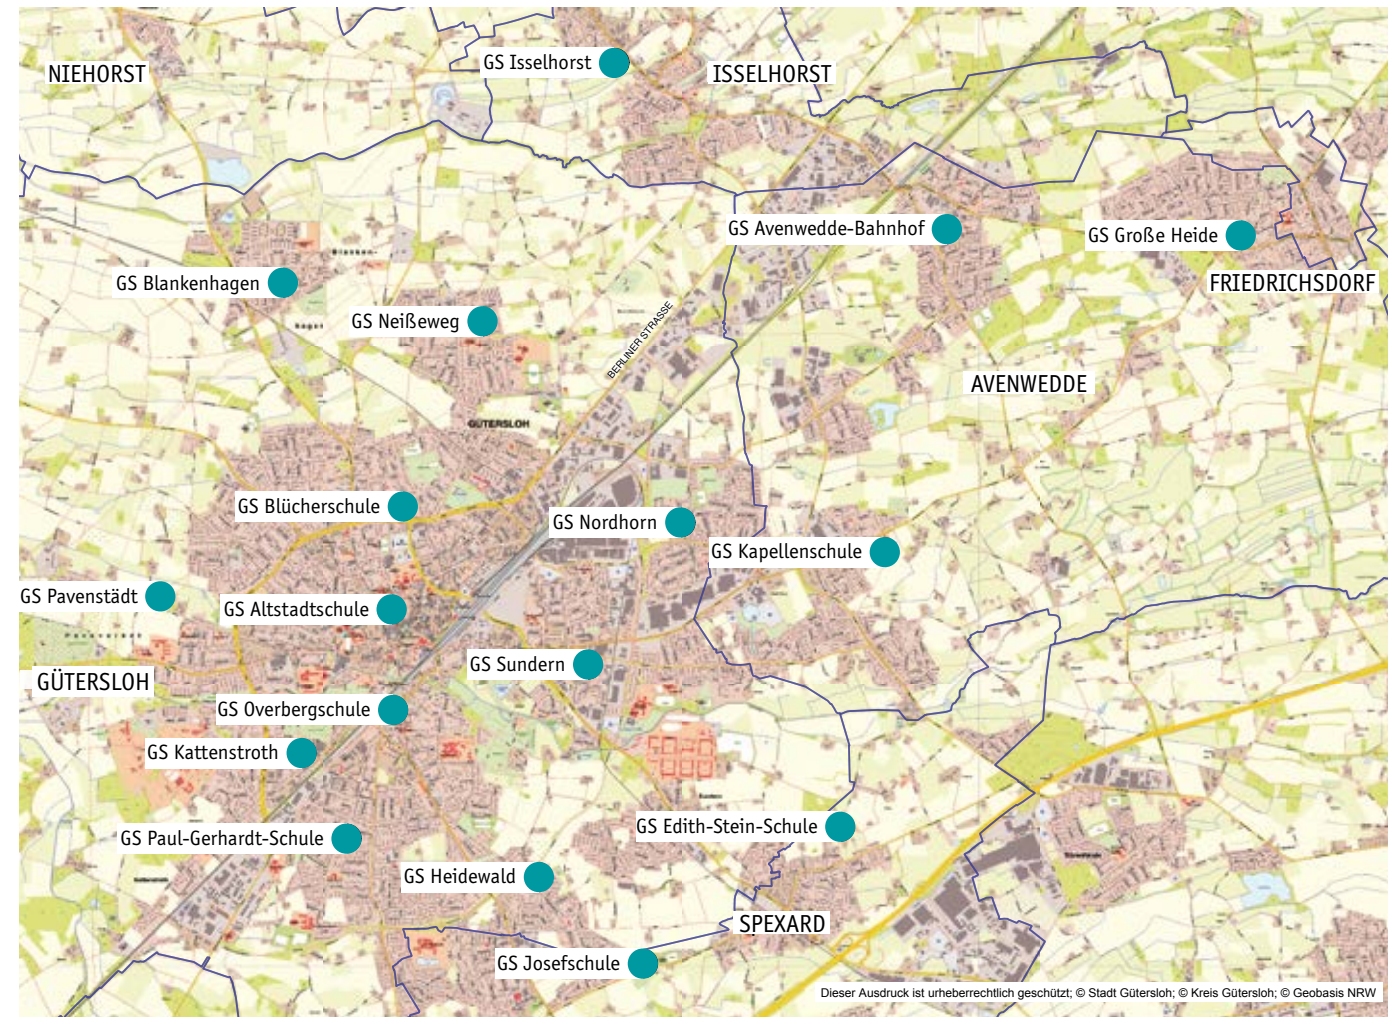 GS Isselhorst
NIEHORST
ISSELHORST
GS Avenwedde-Bahnhof
GS Große Heide
GS Blankenhagen
FRIEDRICHSDORF
GS Neißeweg
BERLINER STRASSE
AVENWEDDE
GÜTERSLOH
GS Blücherschule
GS Nordhorn
GS Kapellenschule
GS Pavenstädt
GS Altstadtschule
GS Sundern
GÜTERSLOH
GS Overbergschule
GS Kattenstroth
GS Edith-Stein-Schule
GS Paul-Gerhardt-Schule
GS Heidewald
SPEXARD
GS Josefschule
Dieser Ausdruck ist urheberrechtlich geschützt; © Stadt Gütersloh; © Kreis Gütersloh; © Geobasis NRW